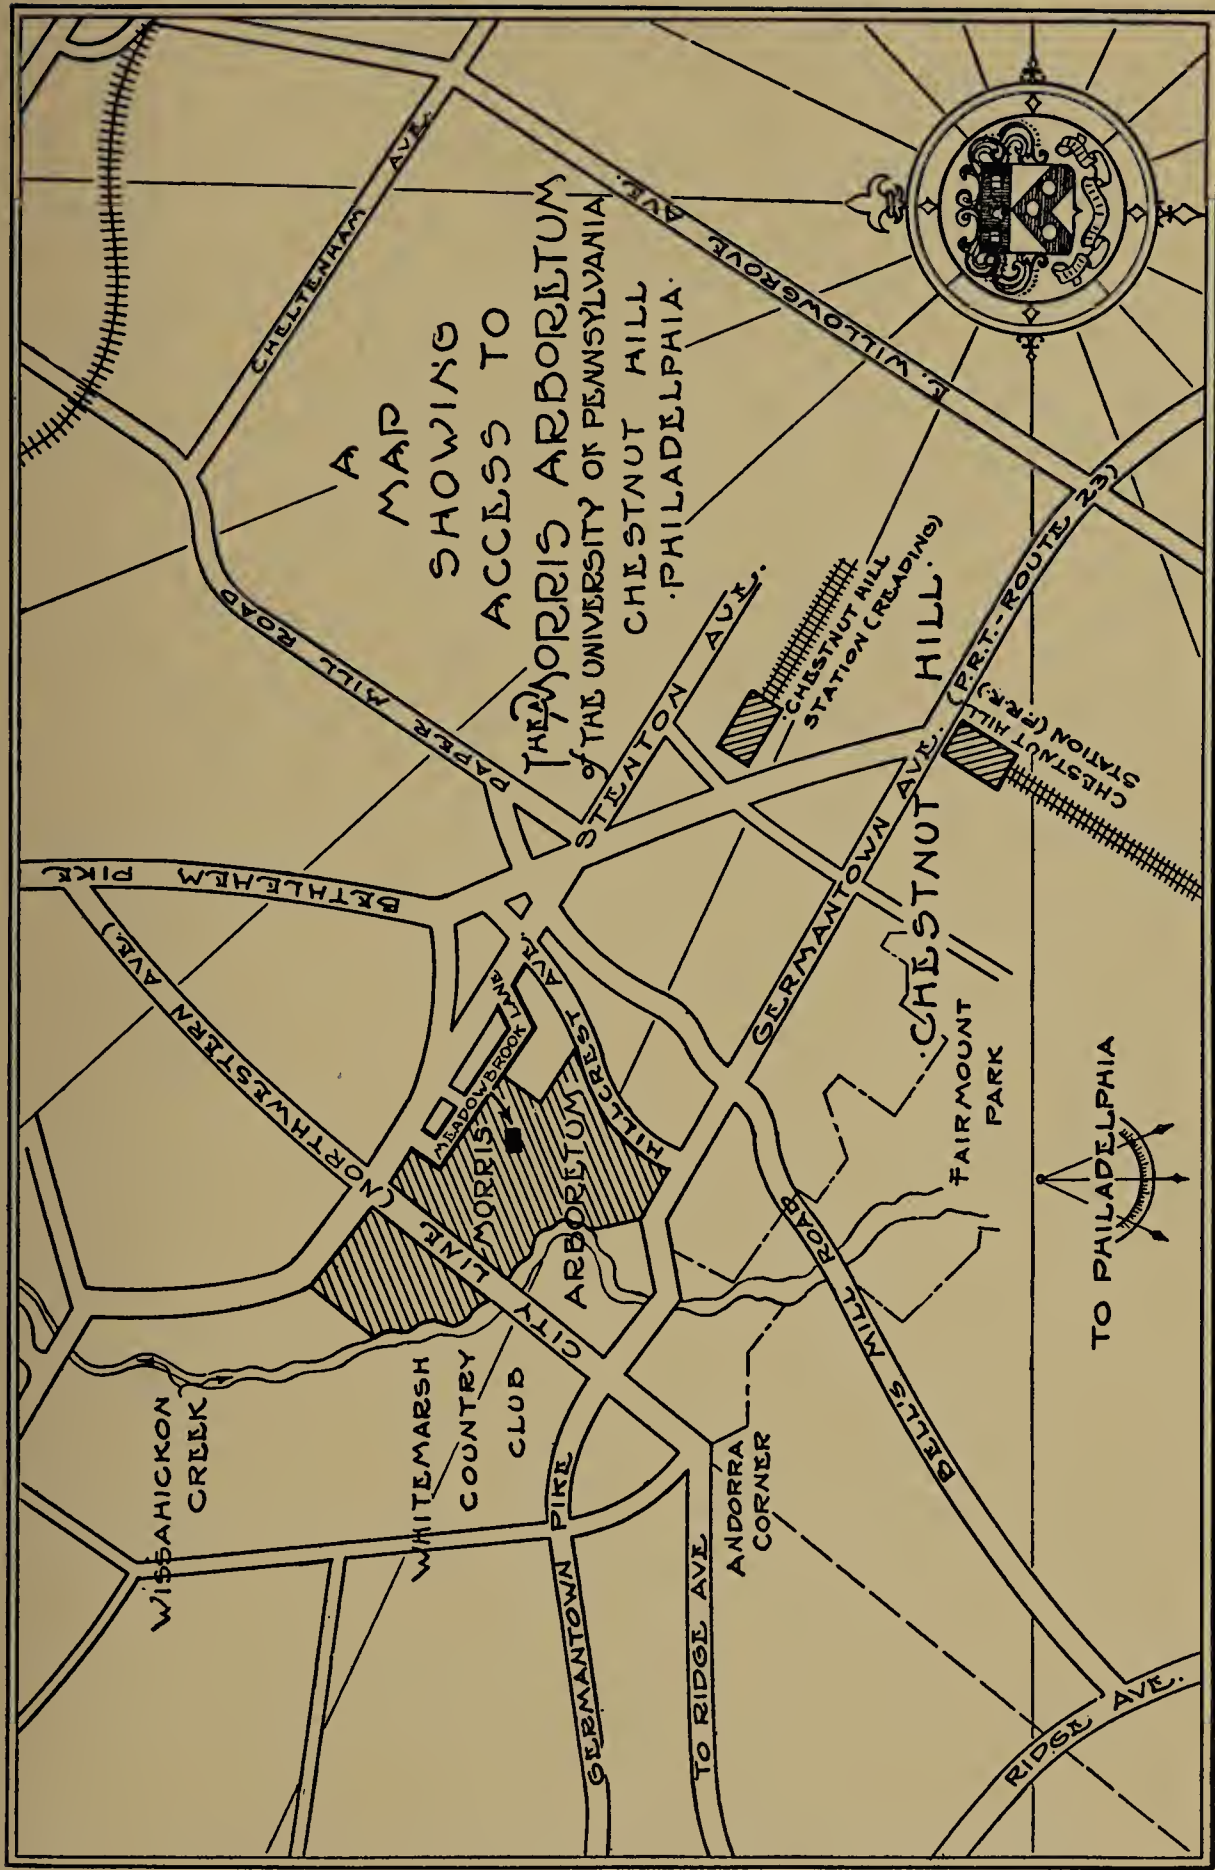 A
MAP
SHOWING
ACCESS TO
THE MORRIS ARBORETUM
of THE UNIVERSITY OF PENNSYLVANIA
CHESTNUT HILL
.PHILADELPHIA.
CHELTENHAM AVE.
E. WILLOWGROVE AVE.
PAPER MILL ROAD
STENTON AVE.
.CHESTNUT HILL
STATION (READING)
BETHLEHEM PIKE
(NORTHWESTERN AVE.)
CITY LINE
MEADOWBROOK LANE
HILLCREST AVE.
MORRIS
ARBORETUM
GERMANTOWN AVE. (P.R.T.-ROUTE 23)
.CHESTNUT HILL.
CHESTNUT HILL
STATION (P.R.R.)
FAIRMOUNT
PARK
WISSAHICKON
CREEK
WHITEMARSH
COUNTRY
CLUB
GERMANTOWN PIKE
TO RIDGE AVE
ANDORRA
CORNER
BELL'S MILL ROAD
RIDGE AVE.
TO PHILADELPHIA